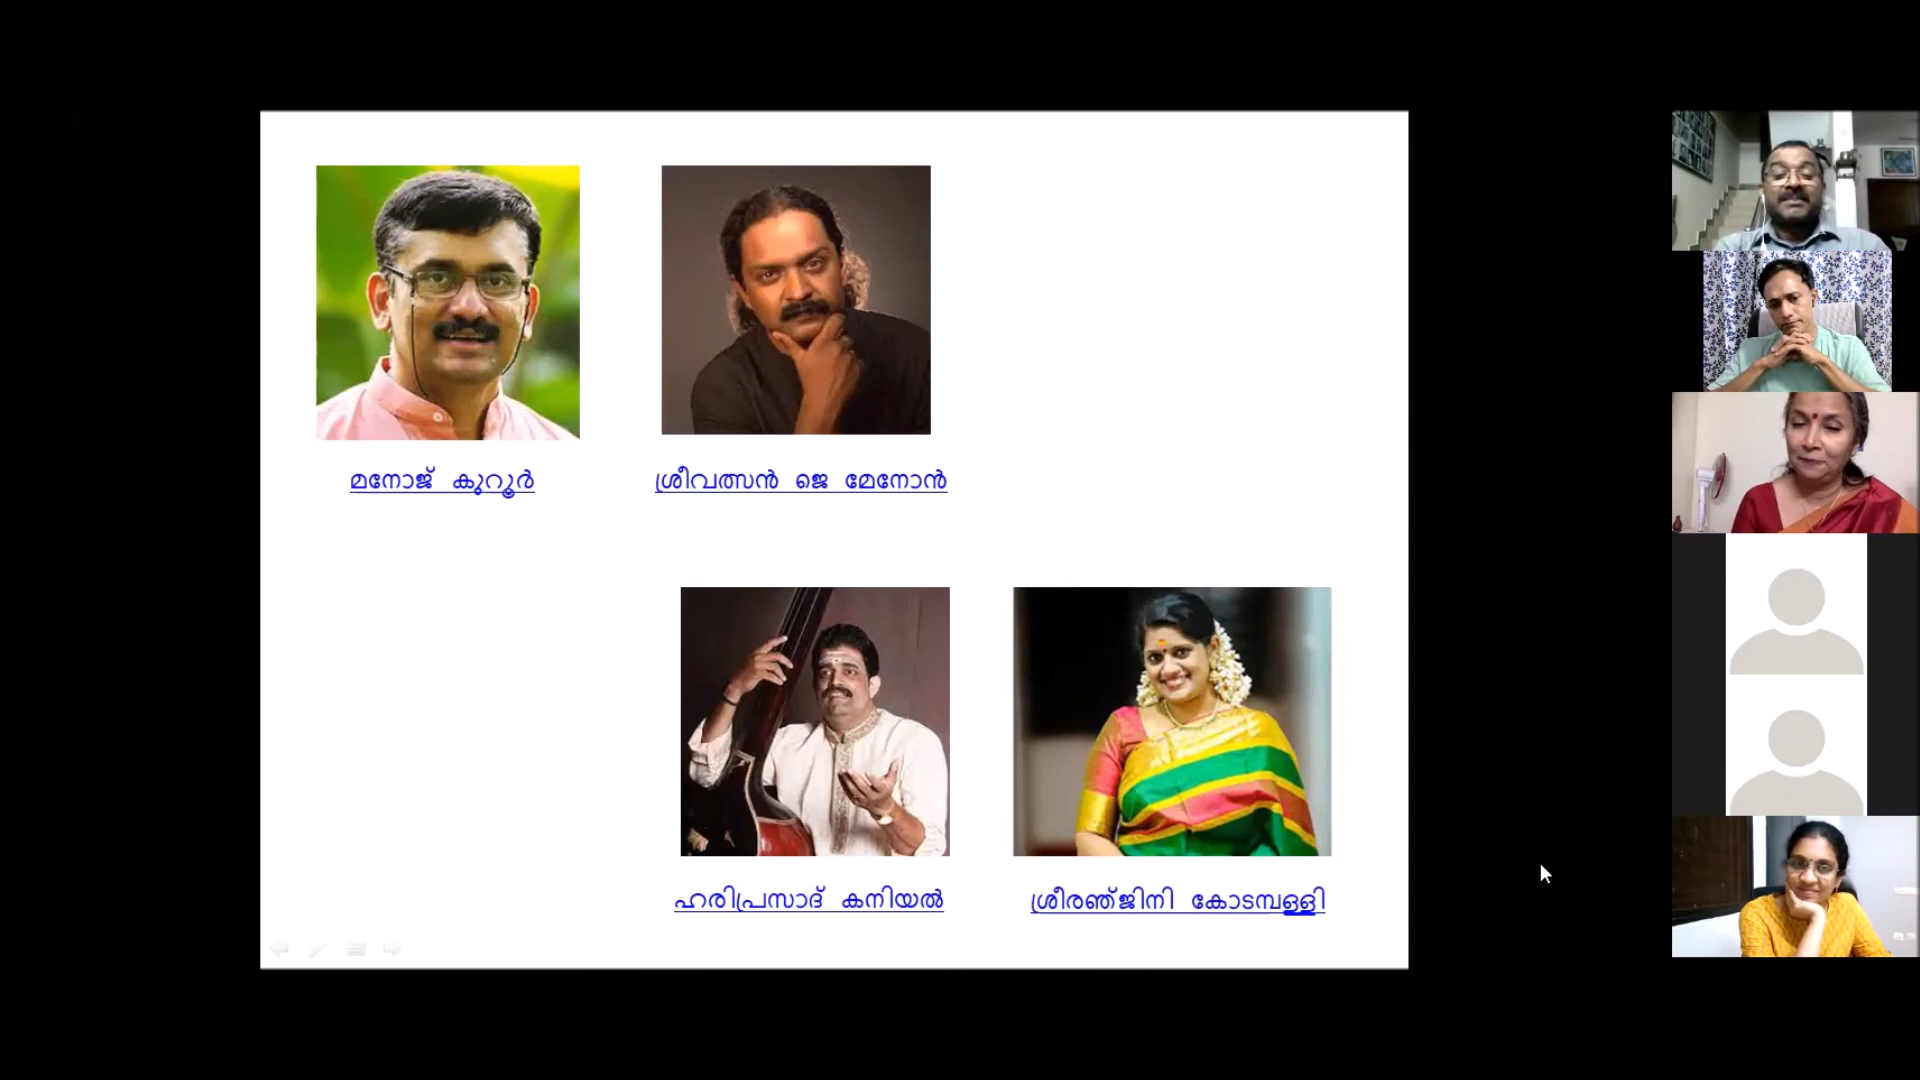 മനോജ് കുറൂർ
ശ്രീവത്സൻ ജെ മേനോൻ
ഹരിപ്രസാദ് കനിയൽ
ശ്രീരഞ്ജിനി കോടമ്പള്ളി